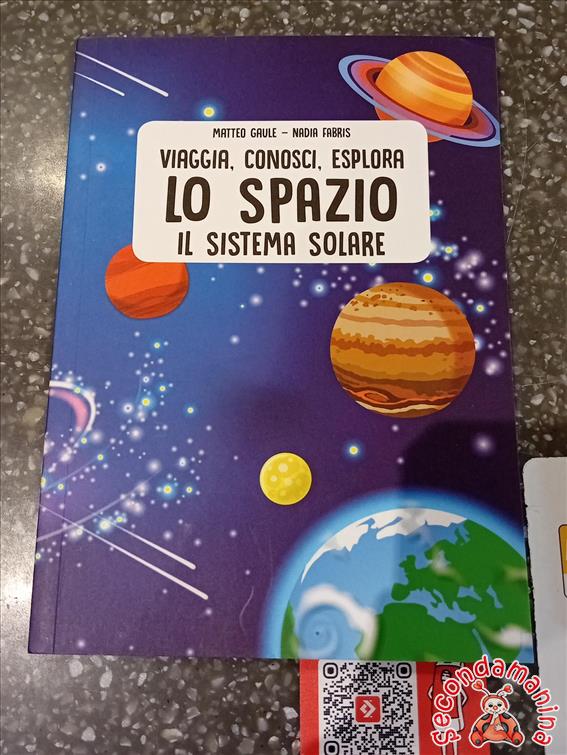 MATTEO GAULE - NADIA FABRIS
VIAGGIA, CONOSCI, ESPLORA
LO SPAZIO
IL SISTEMA SOLARE
secondamanina